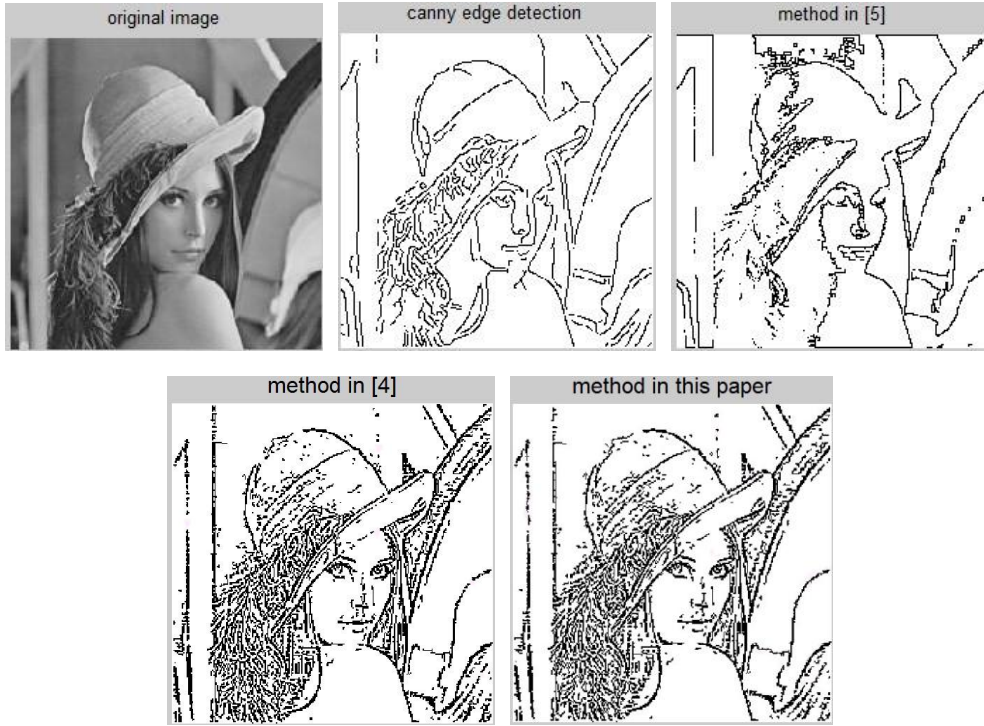 original image
canny edge detection
method in [5]
method in [4]
method in this paper